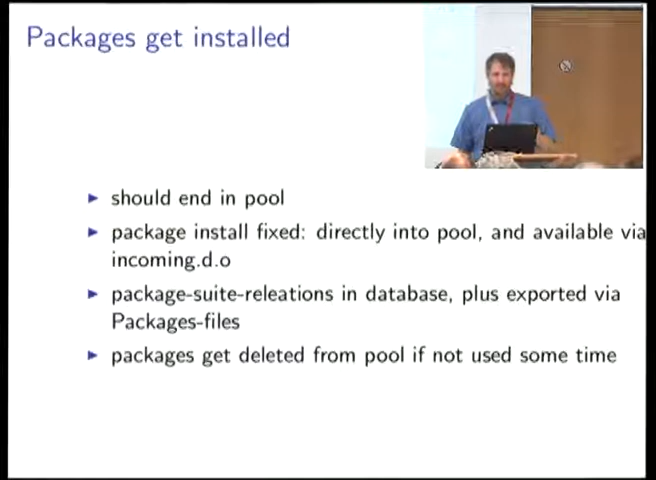 Packages get installed
should end in pool
package install fixed: directly into pool, and available via
incoming.d.o
package-suite-releations in database, plus exported via
Packages-files
packages get deleted from pool if not used some time